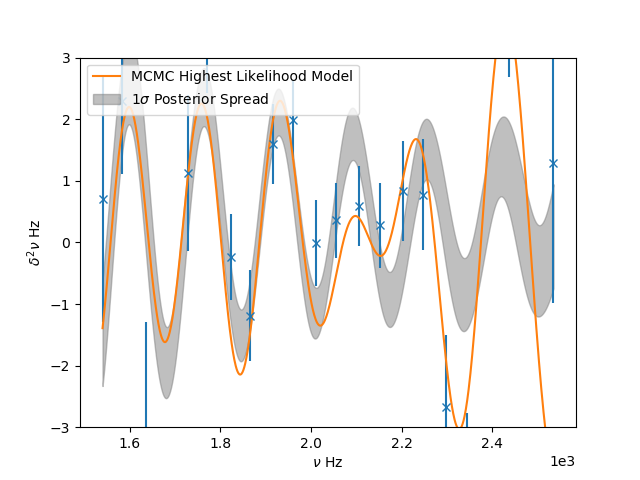 MCMC Highest Likelihood Model
1σ Posterior Spread
3
2
1
0
−1
−2
−3
δ²ν Hz
1.6
1.8
2.0
2.2
2.4
1e3
ν Hz